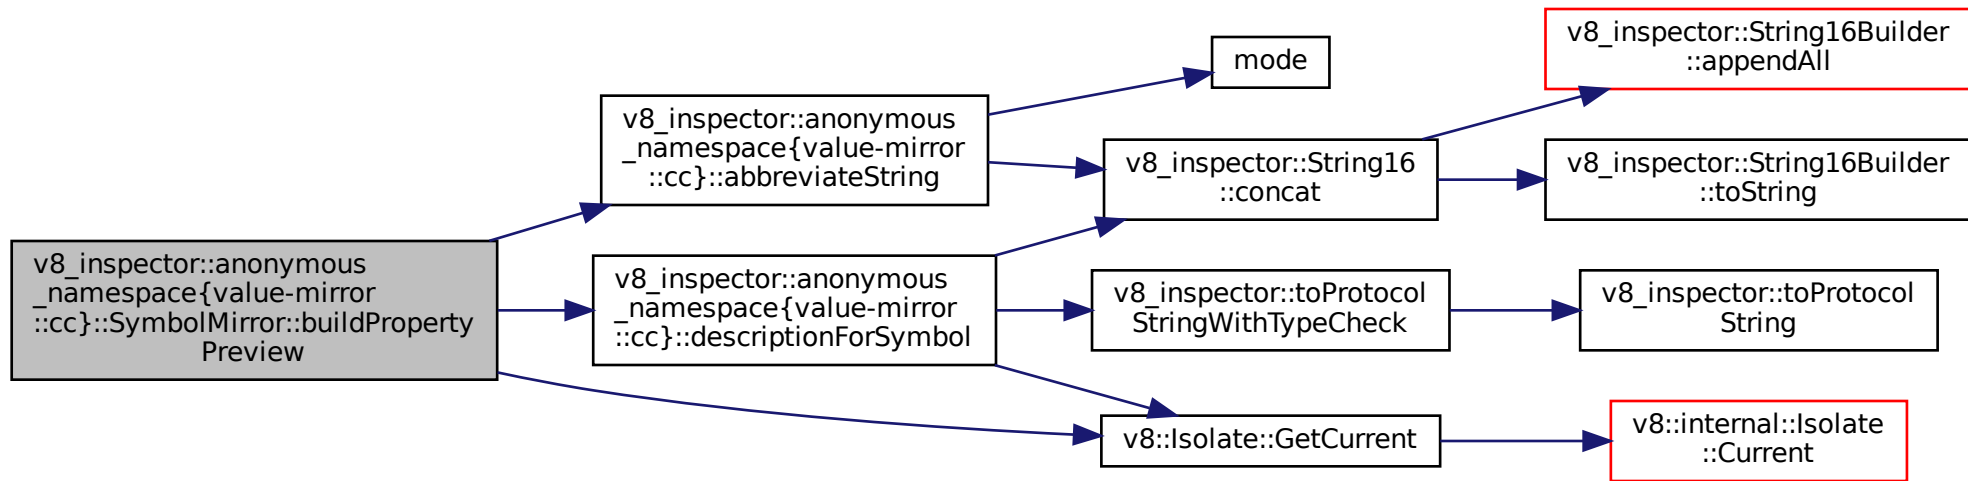 v8_inspector::anonymous
_namespace{value-mirror
::cc}::SymbolMirror::buildProperty
Preview
v8_inspector::anonymous
_namespace{value-mirror
::cc}::abbreviateString
mode
v8_inspector::String16
::concat
v8_inspector::String16Builder
::appendAll
v8_inspector::String16Builder
::toString
v8_inspector::anonymous
_namespace{value-mirror
::cc}::descriptionForSymbol
v8_inspector::toProtocol
StringWithTypeCheck
v8_inspector::toProtocol
String
v8::Isolate::GetCurrent
v8::internal::Isolate
::Current